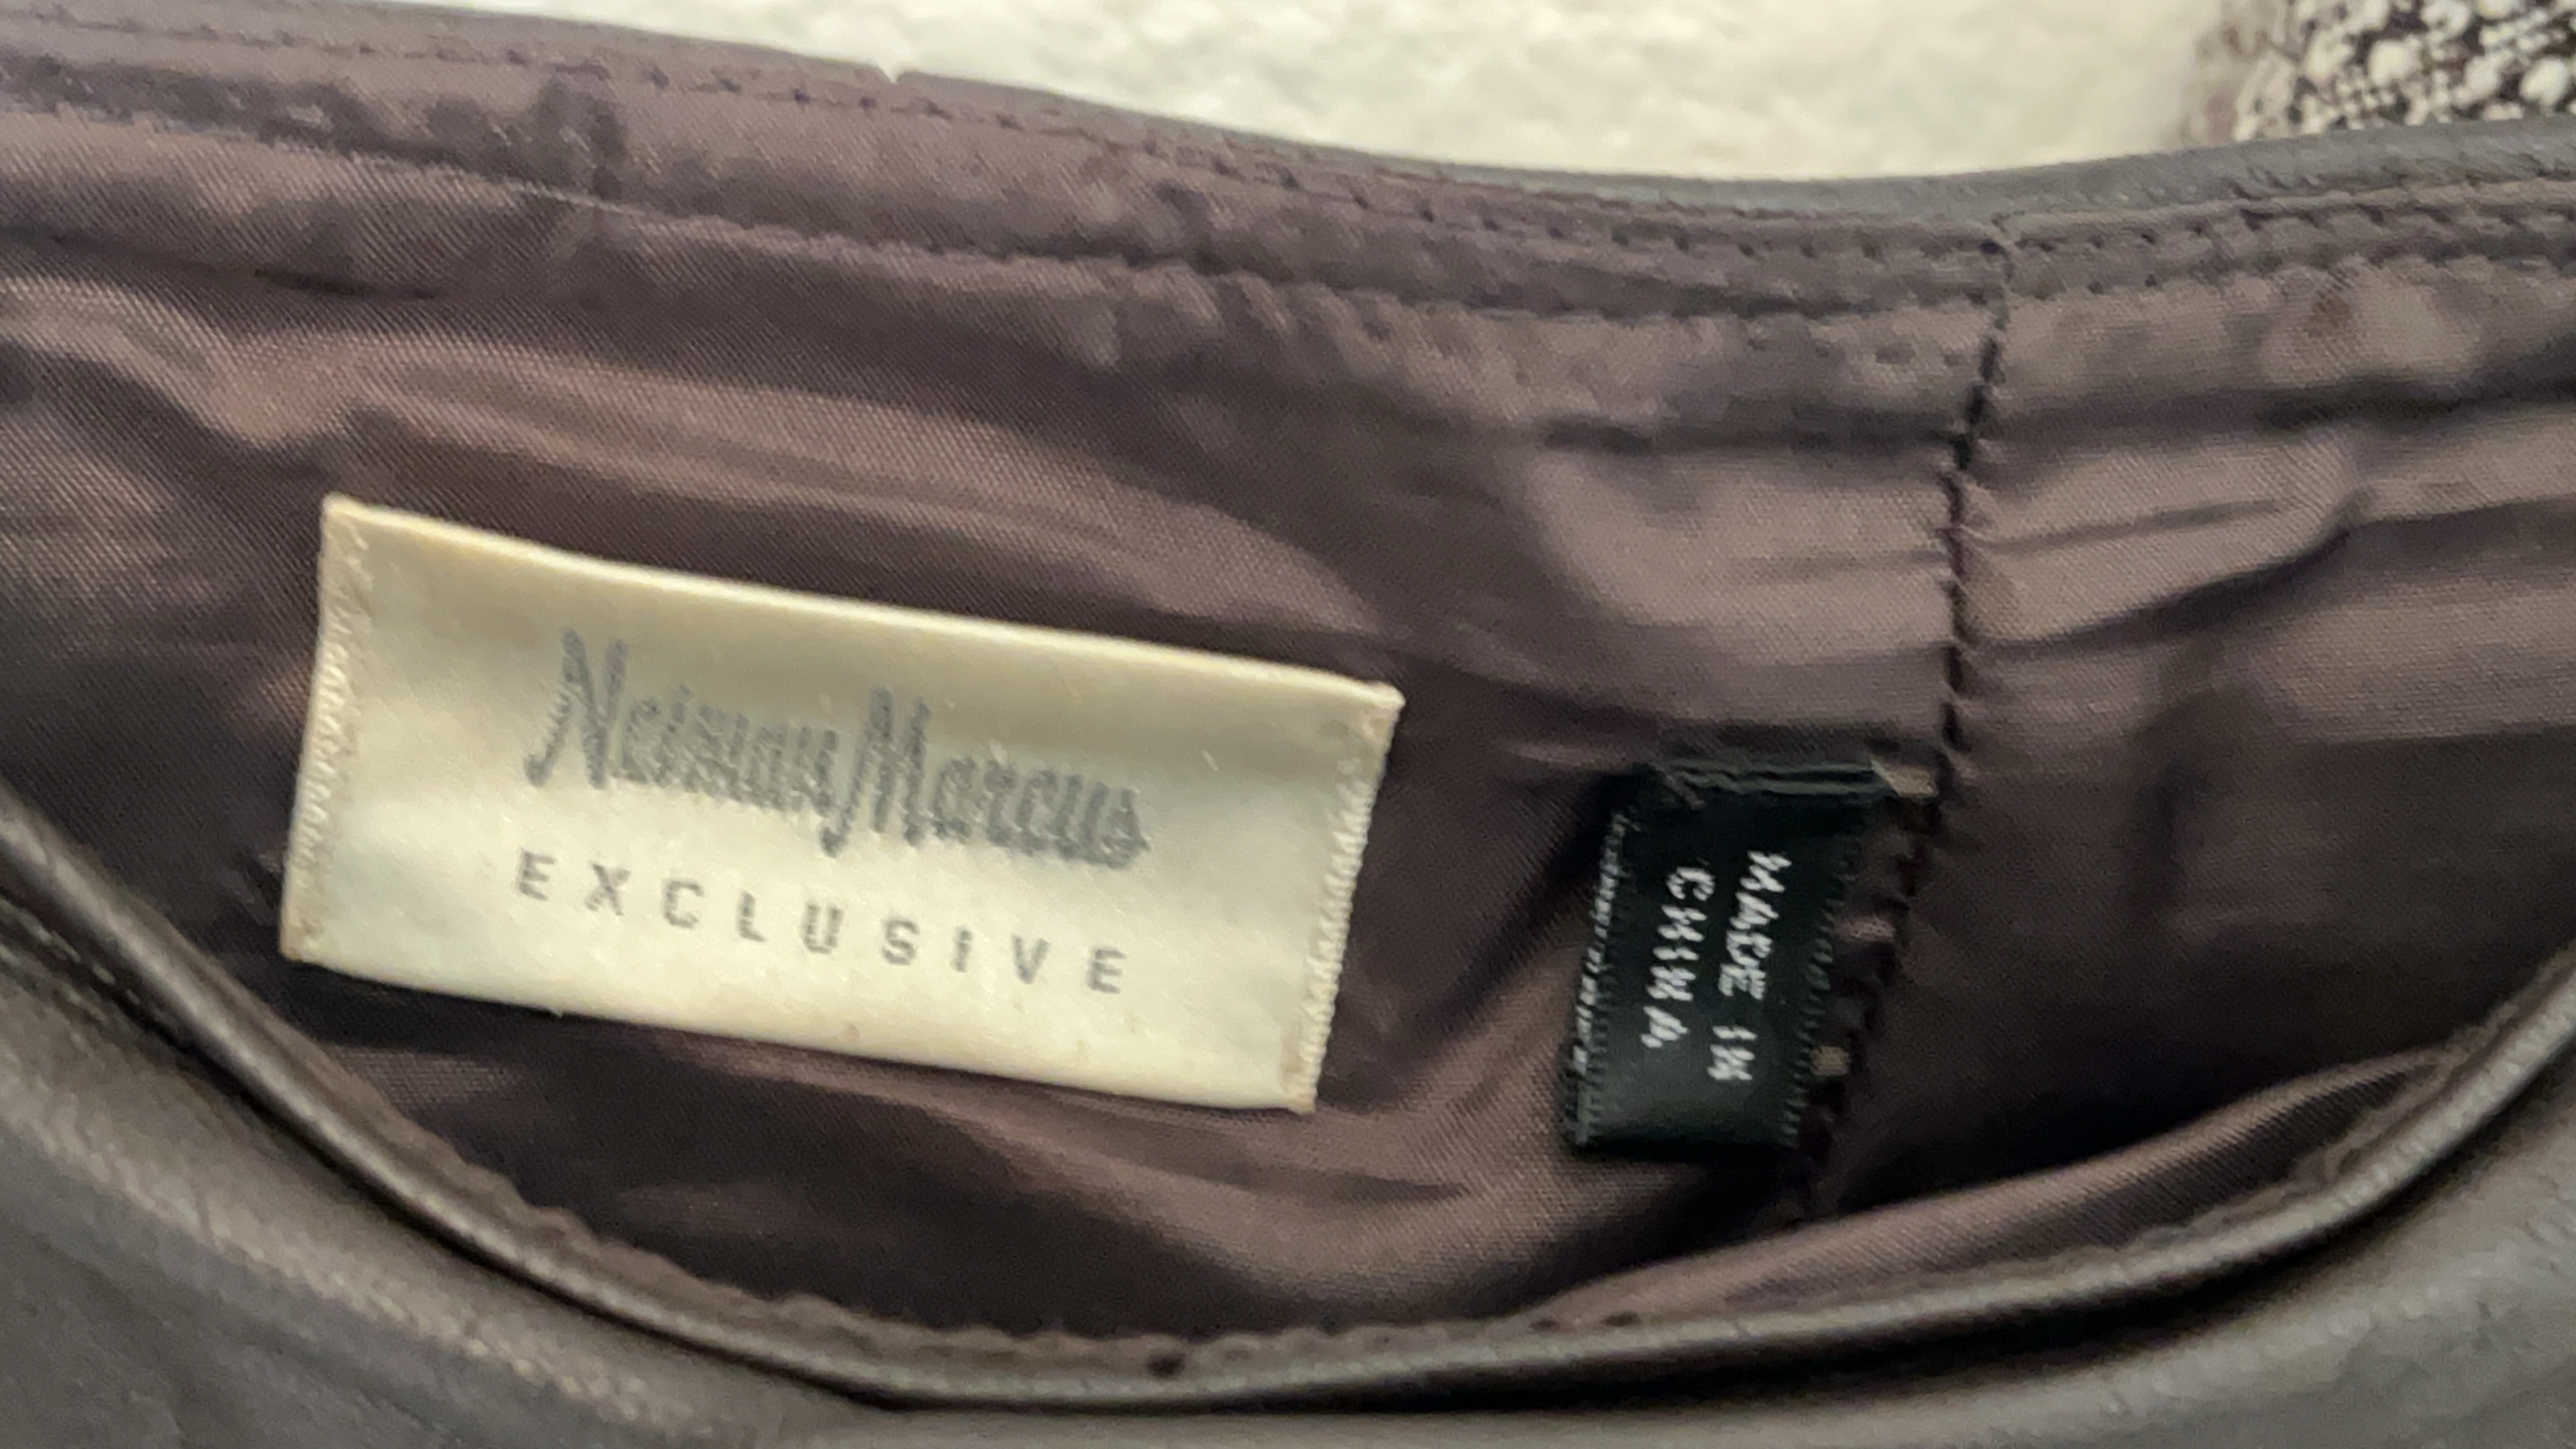 Neiman Marcus
EXCLUSIVE
MADE IN
CHINA